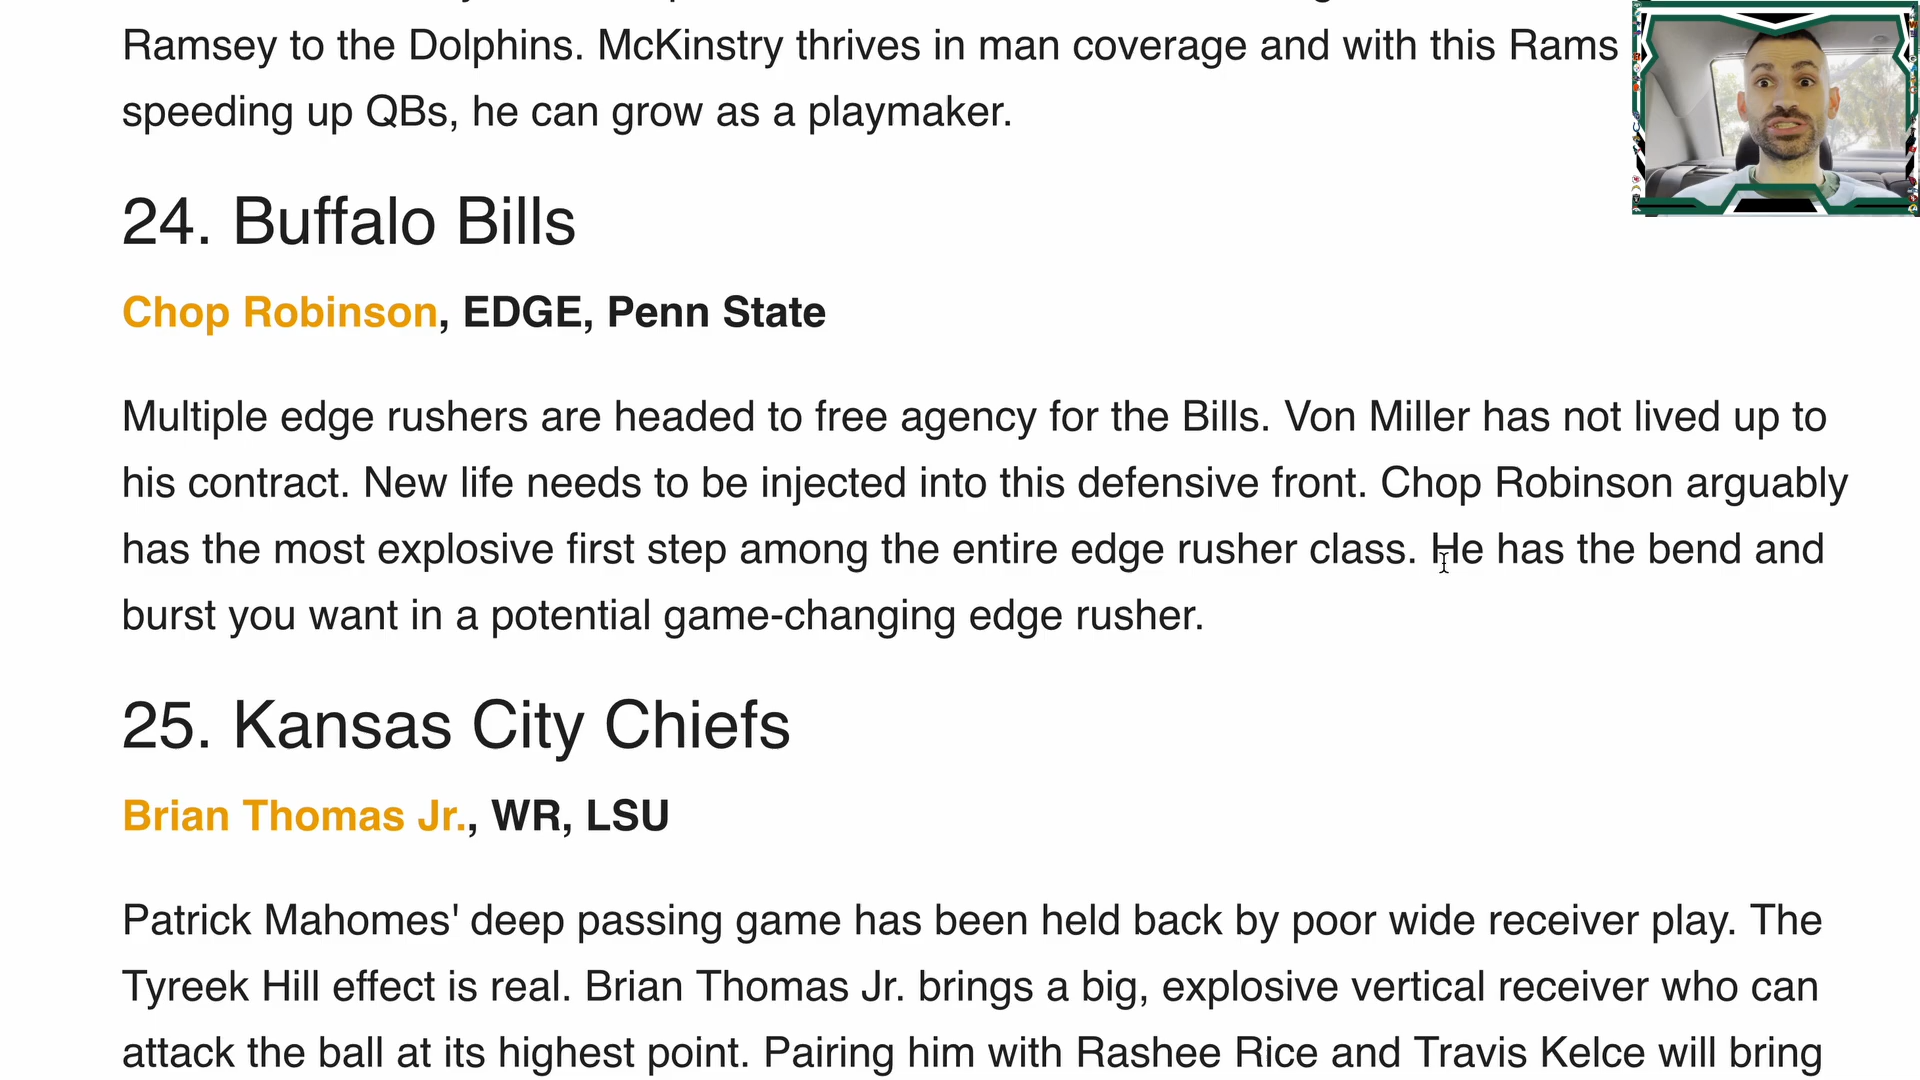 Ramsey to the Dolphins. McKinstry thrives in man coverage and with this Rams
speeding up QBs, he can grow as a playmaker.
24. Buffalo Bills
Chop Robinson, EDGE, Penn State
Multiple edge rushers are headed to free agency for the Bills. Von Miller has not lived up to
his contract. New life needs to be injected into this defensive front. Chop Robinson arguably
has the most explosive first step among the entire edge rusher class. He has the bend and
burst you want in a potential game-changing edge rusher.
25. Kansas City Chiefs
Brian Thomas Jr., WR, LSU
Patrick Mahomes' deep passing game has been held back by poor wide receiver play. The
Tyreek Hill effect is real. Brian Thomas Jr. brings a big, explosive vertical receiver who can
attack the ball at its highest point. Pairing him with Rashee Rice and Travis Kelce will bring